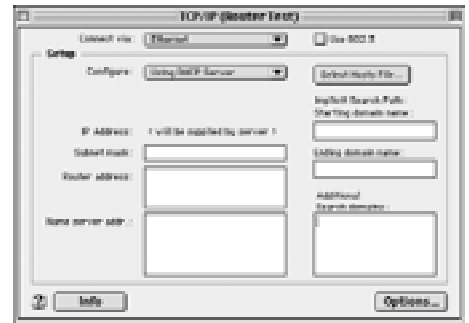 TCP/IP (Router Test)
Connect via: Ethernet
Use 802.3
Setup
Configure: Using DHCP Server
Select Hosts File...
Implicit Search Path:
Starting domain name:
IP Address: < will be supplied by server >
Subnet mask:
Ending domain name:
Router address:
Additional
Search domains:
Name server addr.:
?
Info
Options...